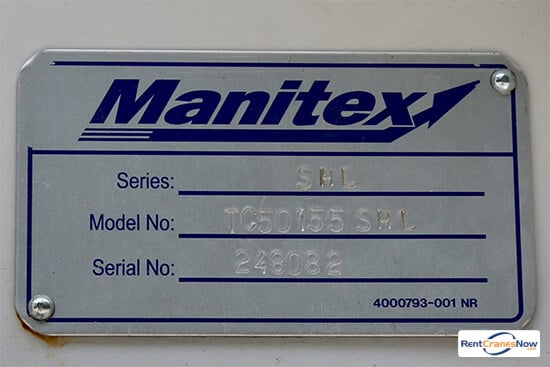 Manitex
Series: SHL
Model No: TC50155 SHL
Serial No: 248082
4000793-001 NR
RentCranesNow